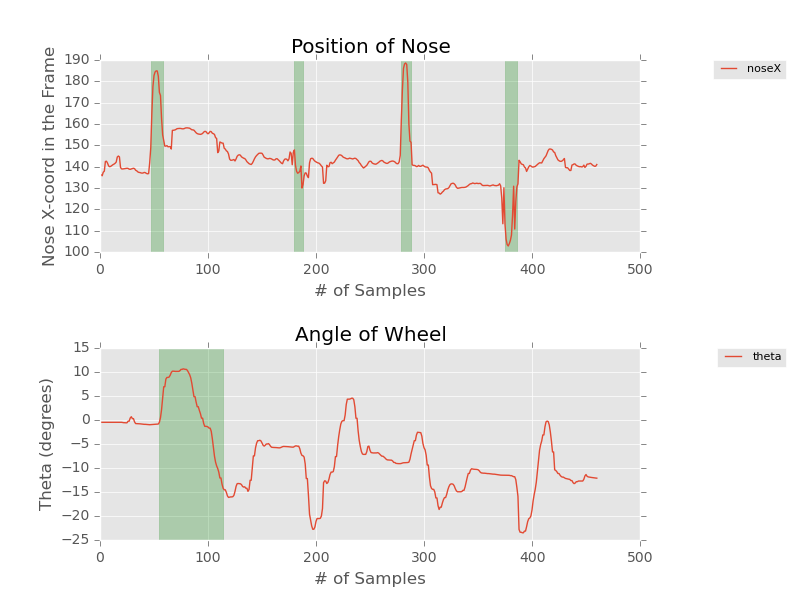 Position of Nose
Nose X-coord in the Frame
190
180
170
160
150
140
130
120
110
100
0 100 200 300 400 500
# of Samples
noseX
Angle of Wheel
Theta (degrees)
15
10
5
0
−5
−10
−15
−20
−25
0 100 200 300 400 500
# of Samples
theta